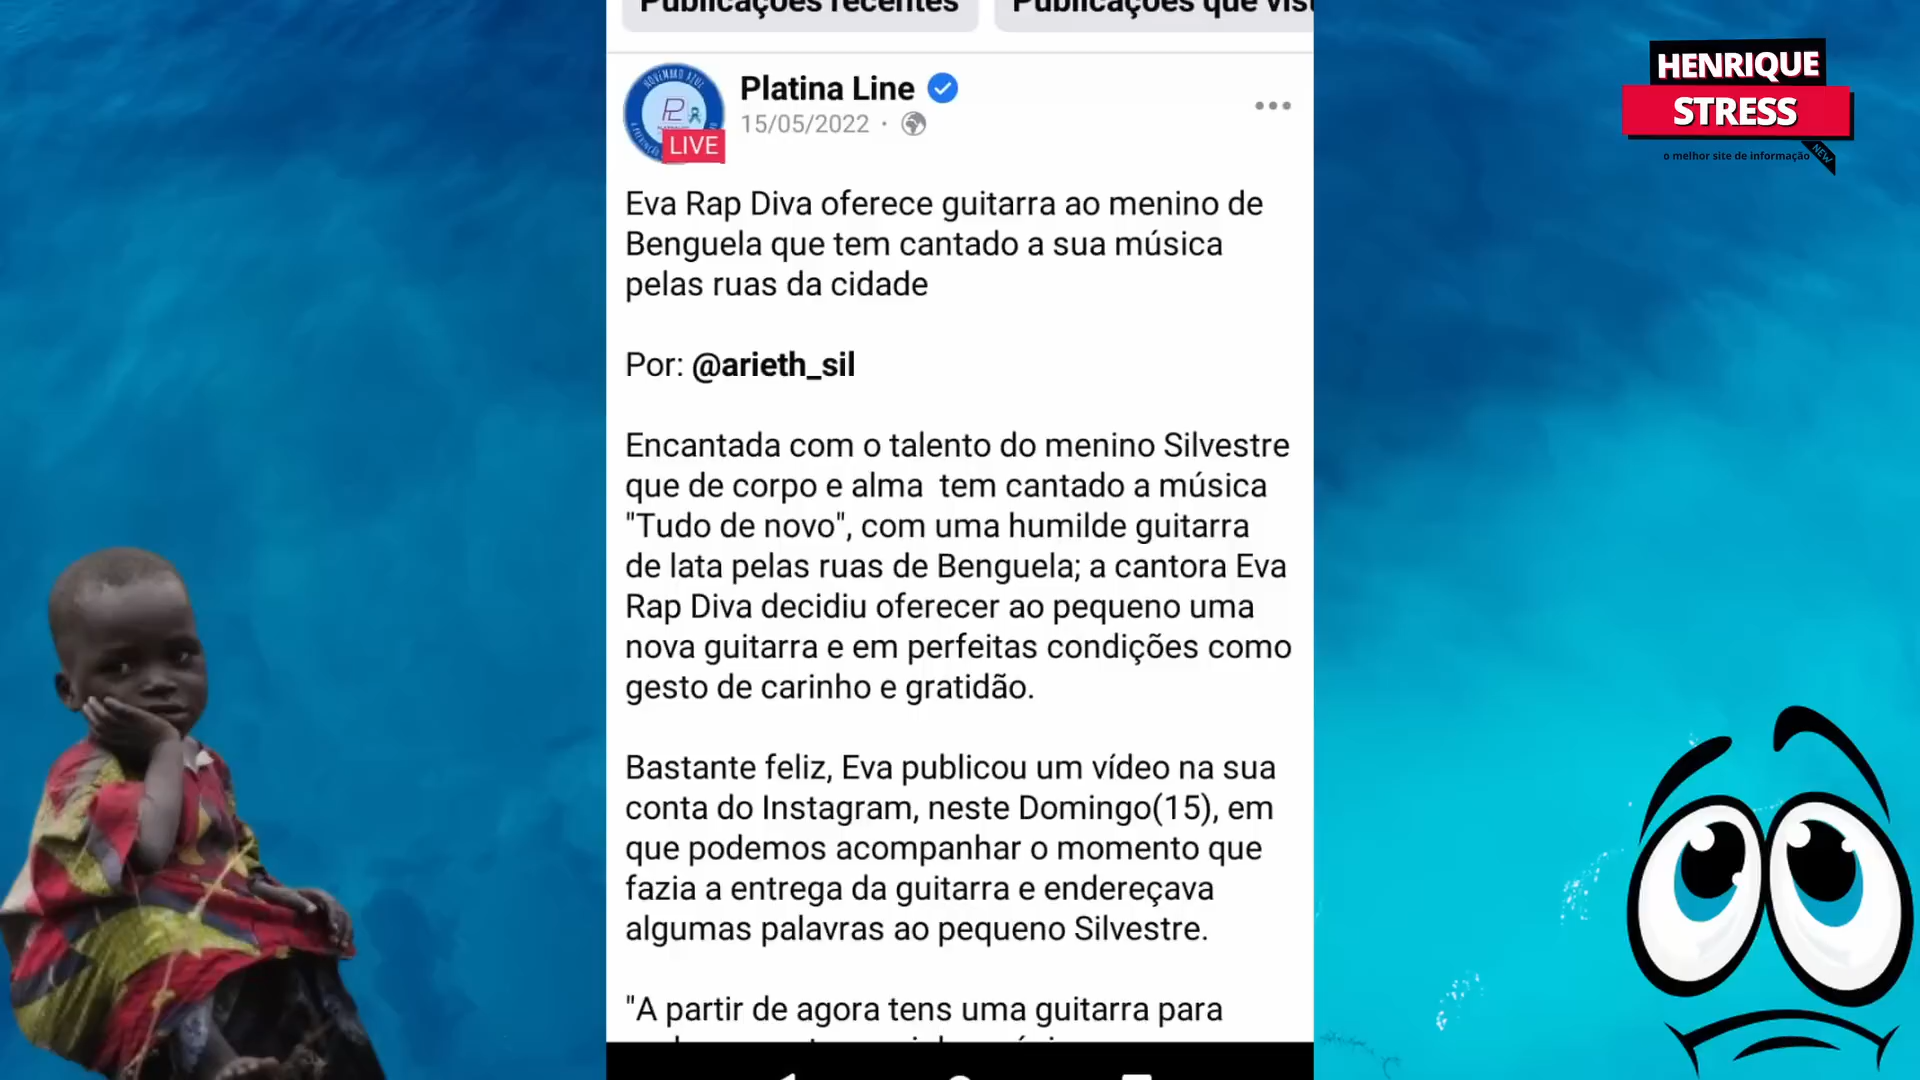 Publicações recentes
Publicações que
Platina Line
15/05/2022 ·
LIVE
Eva Rap Diva oferece guitarra ao menino de
Benguela que tem cantado a sua música
pelas ruas da cidade
Por: @arieth_sil
Encantada com o talento do menino Silvestre
que de corpo e alma  tem cantado a música
"Tudo de novo", com uma humilde guitarra
de lata pelas ruas de Benguela; a cantora Eva
Rap Diva decidiu oferecer ao pequeno uma
nova guitarra e em perfeitas condições como
gesto de carinho e gratidão.
Bastante feliz, Eva publicou um vídeo na sua
conta do Instagram, neste Domingo(15), em
que podemos acompanhar o momento que
fazia a entrega da guitarra e endereçava
algumas palavras ao pequeno Silvestre.
"A partir de agora tens uma guitarra para
HENRIQUE
STRESS
o melhor site de informação
NEW